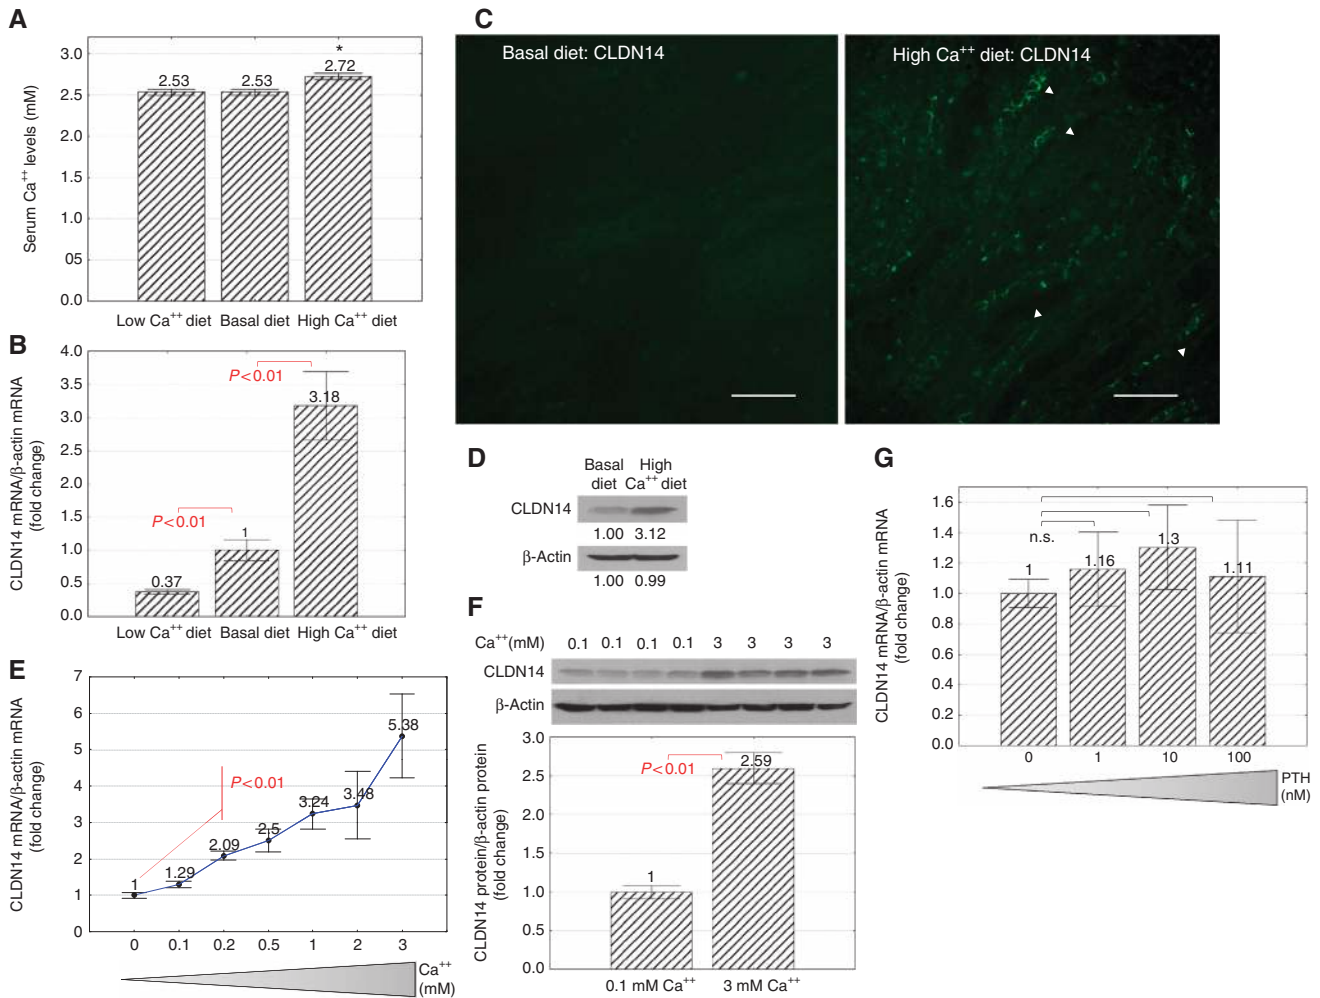 A
3.0
2.5
2.0
1.5
1.0
05
0.0
Serum Ca++ levels (mM)
2.53
2.53
*
2.72
Low Ca++ diet
Basal diet
High Ca++ diet
B
4.0
3.5
3.0
2.5
2.0
1.5
1.0
0.5
0.0
CLDN14 mRNA/β-actin mRNA
(fold change)
P<0.01
P<0.01
0.37
1
3.18
Low Ca++ diet
Basal diet
High Ca++ diet
C
Basal diet: CLDN14
High Ca++ diet: CLDN14
D
Basal diet
High Ca++ diet
CLDN14
1.00 3.12
β-Actin
1.00 0.99
E
7
6
5
4
3
2
1
0
CLDN14 mRNA/β-actin mRNA
(fold change)
P<0.01
1
1.29
2.09
2.5
3.24
3.48
5.38
0 0.1 0.2 0.5 1 2 3
Ca++
(mM)
F
Ca++(mM) 0.1 0.1 0.1 0.1 3 3 3 3
CLDN14
β-Actin
3.0
2.5
2.0
1.5
1.0
0.5
0.0
CLDN14 protein/β-actin protein
(fold change)
P<0.01
1
2.59
0.1 mM Ca++
3 mM Ca++
G
1.6
1.4
1.2
1.0
0.8
0.6
0.4
0.2
0.0
CLDN14 mRNA/β-actin mRNA
(fold change)
n.s.
1
1.16
1.3
1.11
0 1 10 100
PTH
(nM)